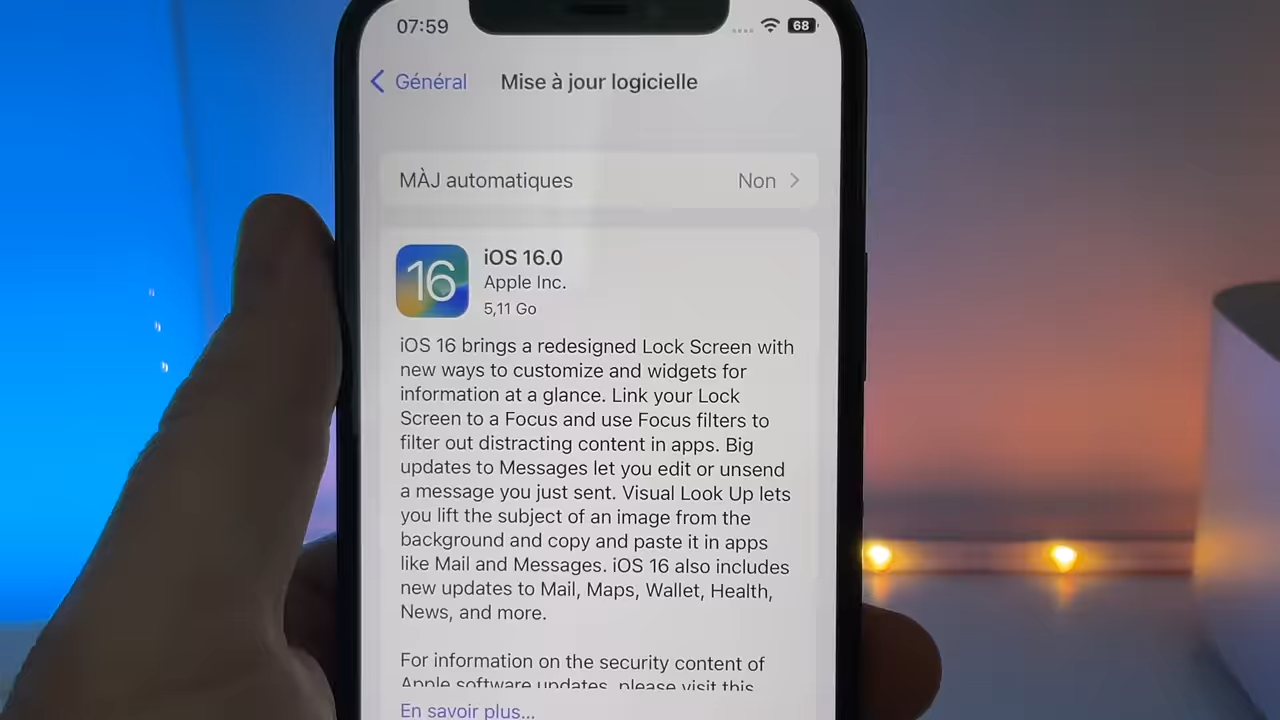 07:59
68
Général
Mise à jour logicielle
MÀJ automatiques
Non
16
iOS 16.0
Apple Inc.
5,11 Go
iOS 16 brings a redesigned Lock Screen with
new ways to customize and widgets for
information at a glance. Link your Lock
Screen to a Focus and use Focus filters to
filter out distracting content in apps. Big
updates to Messages let you edit or unsend
a message you just sent. Visual Look Up lets
you lift the subject of an image from the
background and copy and paste it in apps
like Mail and Messages. iOS 16 also includes
new updates to Mail, Maps, Wallet, Health,
News, and more.
For information on the security content of
Apple software updates, please visit this
En savoir plus...